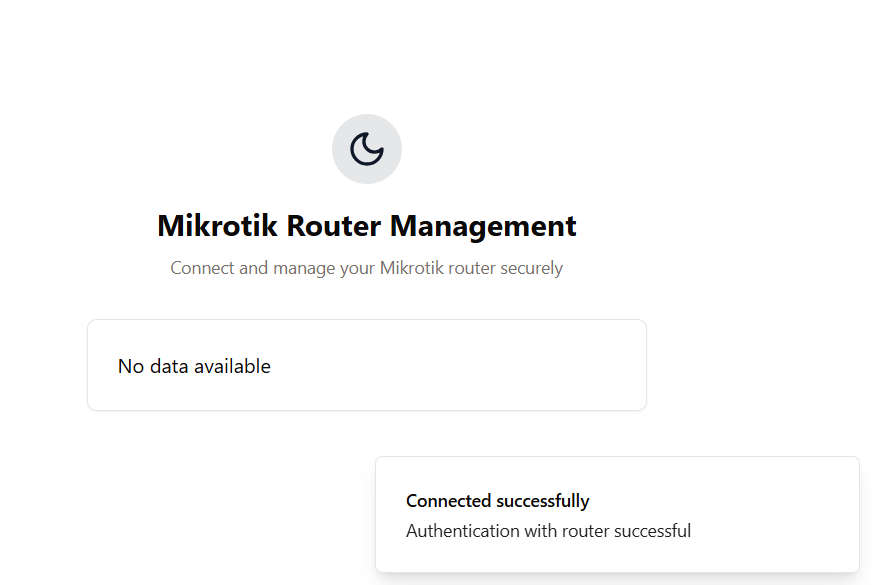 Mikrotik Router Management
Connect and manage your Mikrotik router securely
No data available
Connected successfully
Authentication with router successful